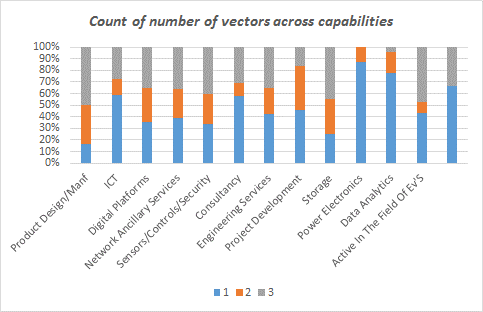 Count of number of vectors across capabilities
100%
90%
80%
70%
60%
50%
40%
30%
20%
10%
0%
Product Design/Manf
ICT
Digital Platforms
Network Ancillary Services
Sensors/Controls/Security
Consultancy
Engineering Services
Project Development
Storage
Power Electronics
Data Analytics
Active In The Field Of Ev'S
1 2 3